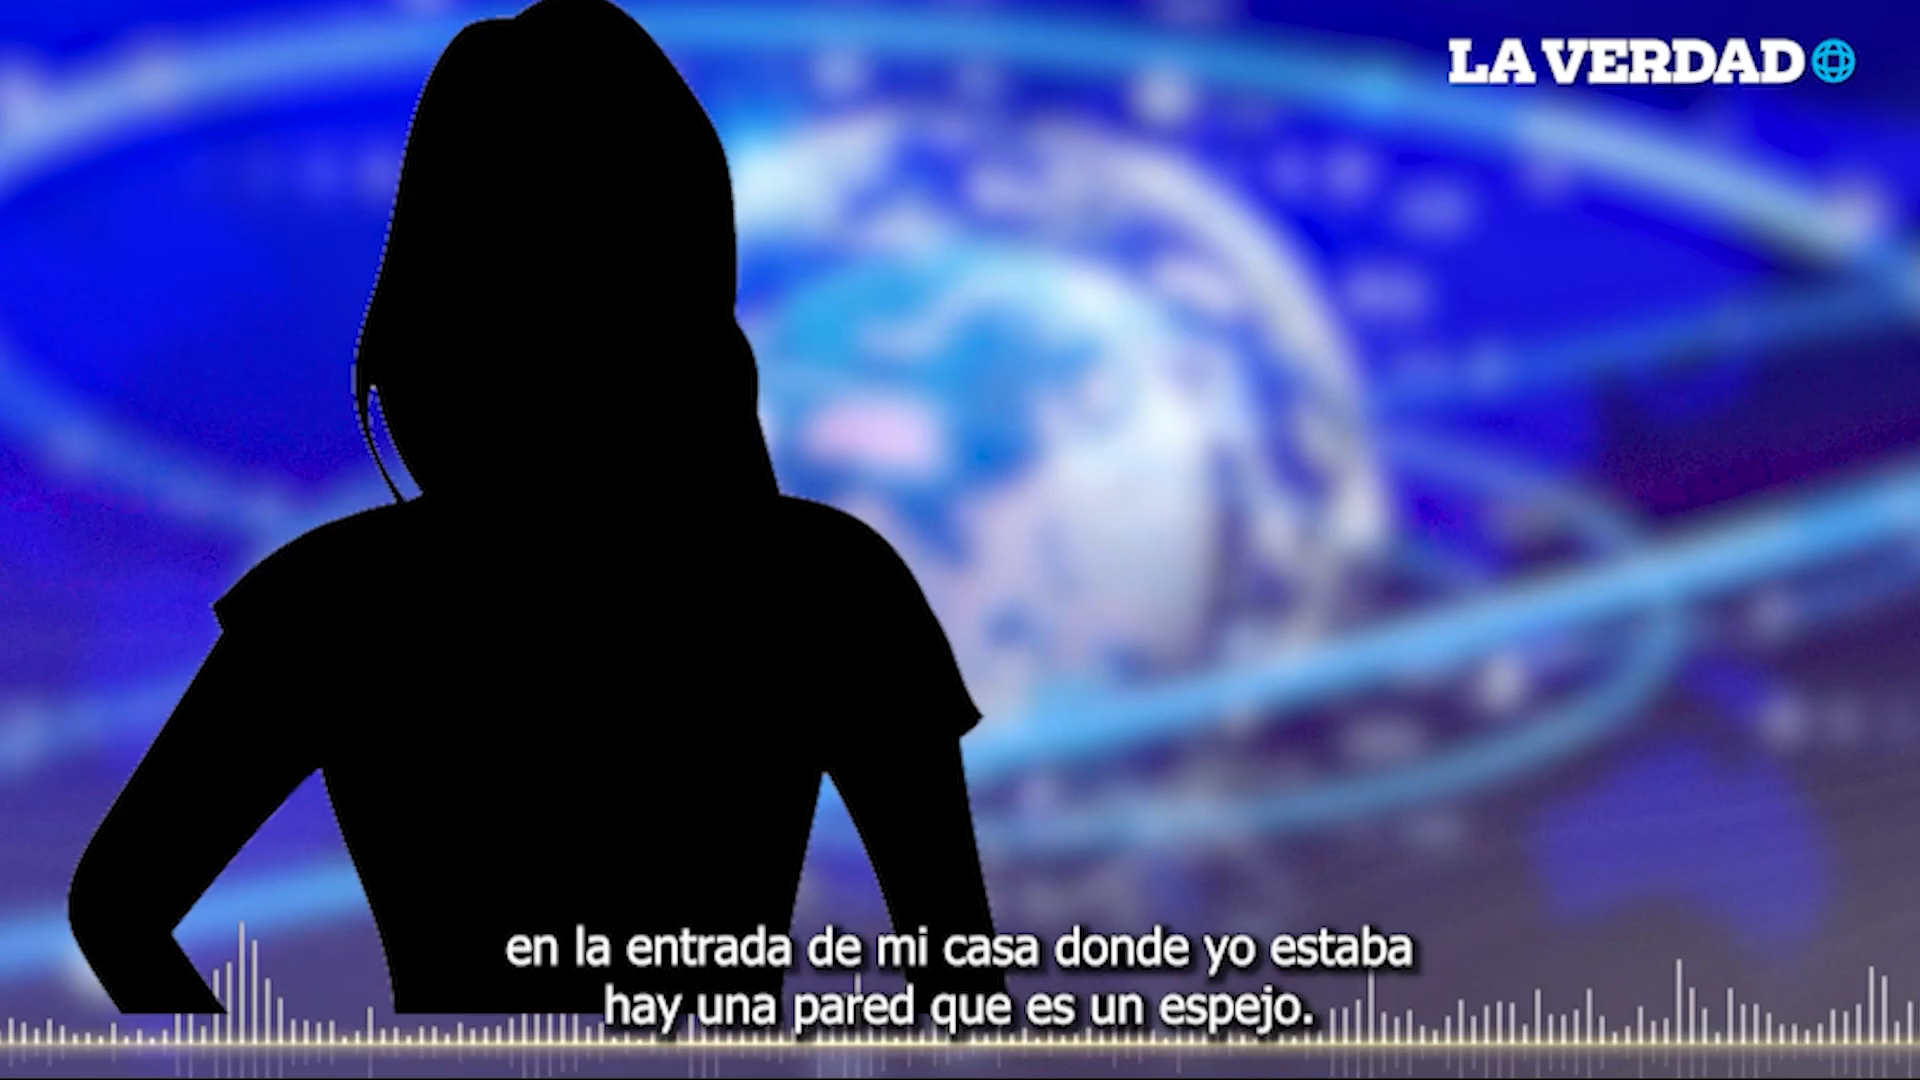 LA VERDAD
en la entrada de mi casa donde yo estaba
hay una pared que es un espejo.